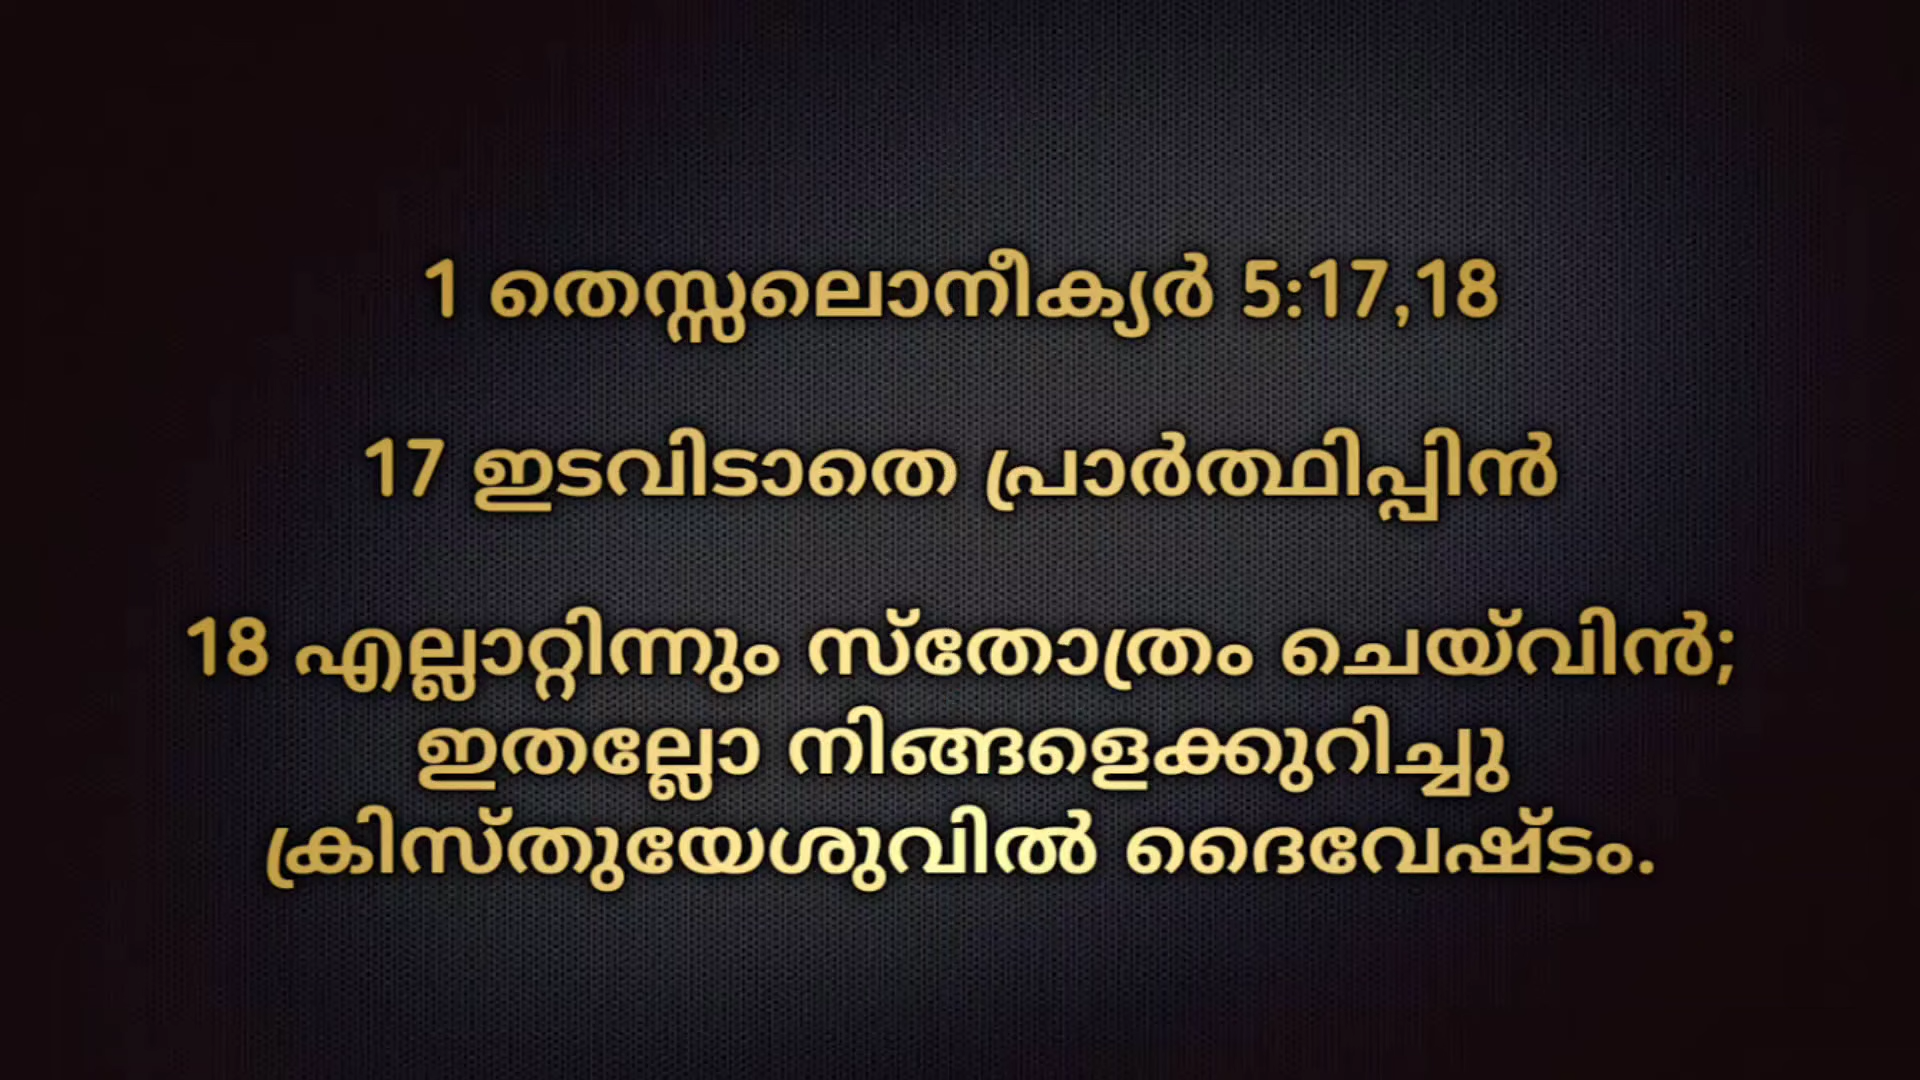 1 തെസ്സലൊനീക്യർ 5:17,18
17 ഇടവിടാതെ പ്രാർത്ഥിപ്പിൻ
18 എല്ലാറ്റിന്നും സ്തോത്രം ചെയ്‌വിൻ;
ഇതല്ലോ നിങ്ങളെക്കുറിച്ചു
ക്രിസ്തുയേശുവിൽ ദൈവേഷ്ടം.